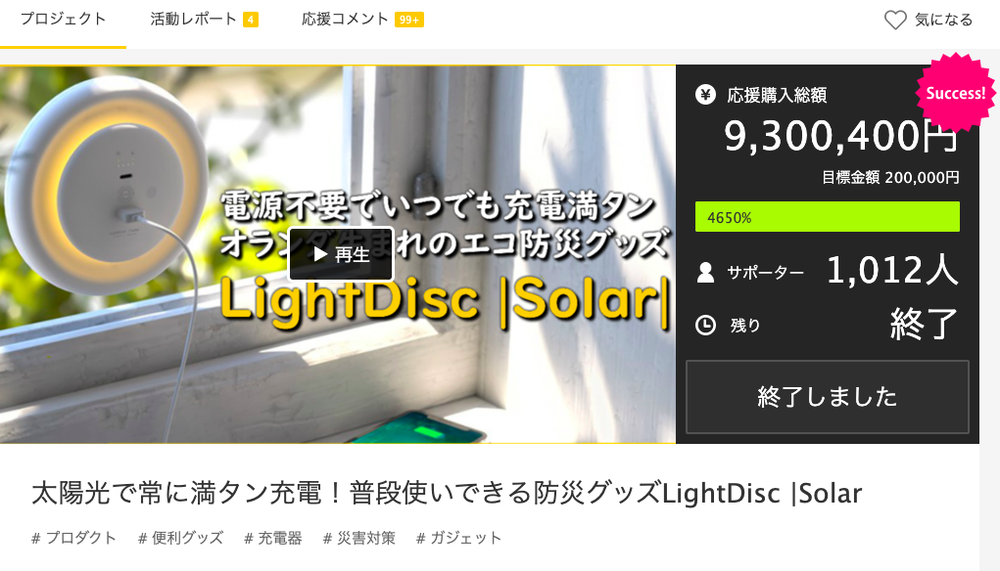 プロジェクト
活動レポート 4
応援コメント 99+
気になる
電源不要でいつでも充電満タン
オランダ生まれのエコ防災グッズ
LightDisc |Solar|
再生
Success!
¥ 応援購入総額
9,300,400円
目標金額 200,000円
4650%
サポーター 1,012人
残り 終了
終了しました
太陽光で常に満タン充電！普段使いできる防災グッズLightDisc |Solar
# プロダクト # 便利グッズ # 充電器 # 災害対策 # ガジェット